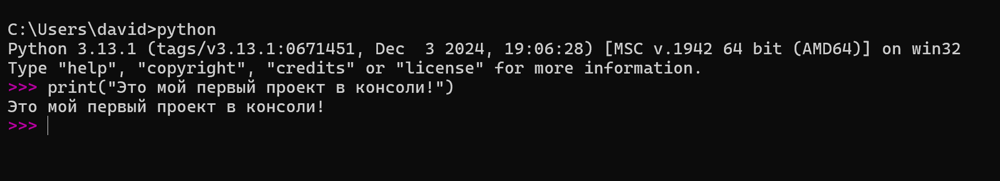 C:\Users\david>python
Python 3.13.1 (tags/v3.13.1:0671451, Dec  3 2024, 19:06:28) [MSC v.1942 64 bit (AMD64)] on win32
Type "help", "copyright", "credits" or "license" for more information.
>>> print("Это мой первый проект в консоли!")
Это мой первый проект в консоли!
>>>